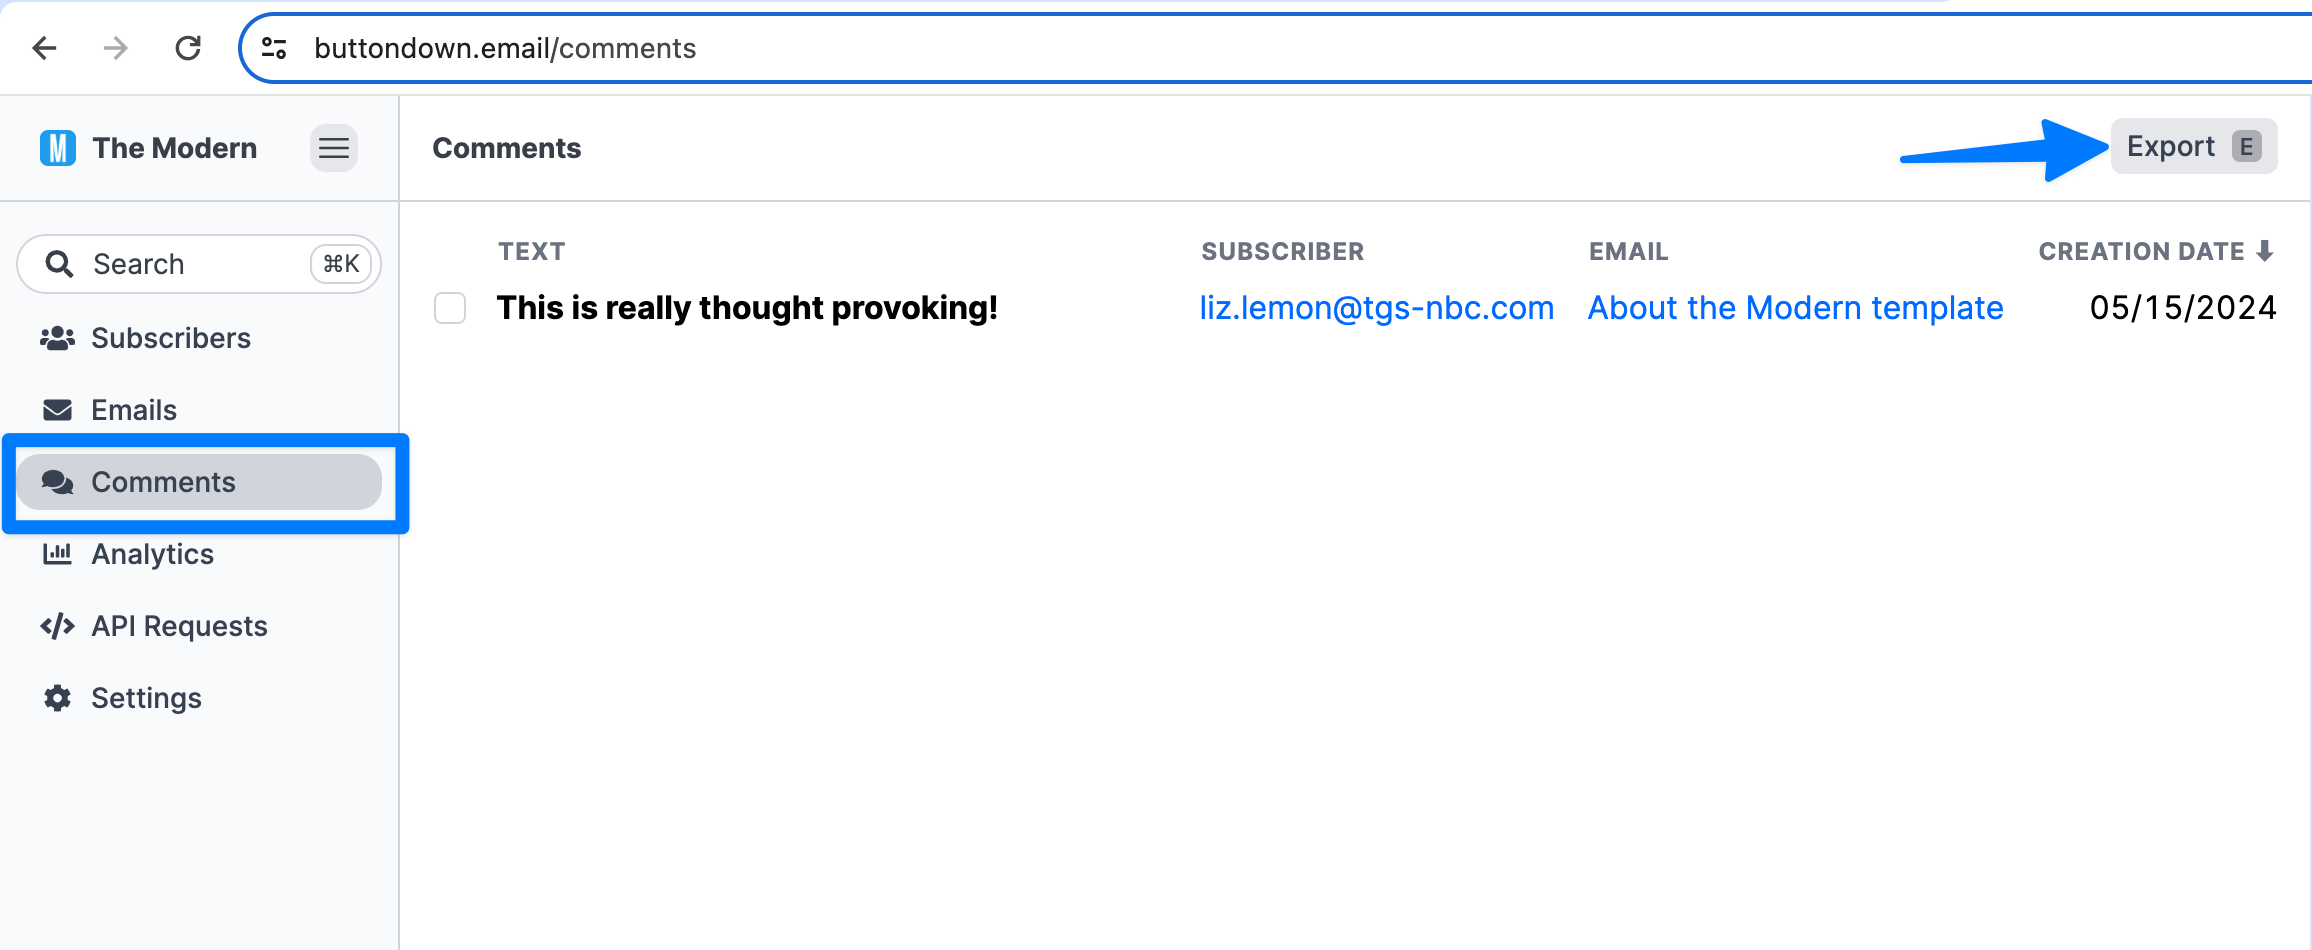 buttondown.email/comments
M The Modern
Comments
Export E
Search ⌘K
Subscribers
Emails
Comments
Analytics
API Requests
Settings
TEXT SUBSCRIBER EMAIL CREATION DATE
This is really thought provoking! liz.lemon@tgs-nbc.com About the Modern template 05/15/2024